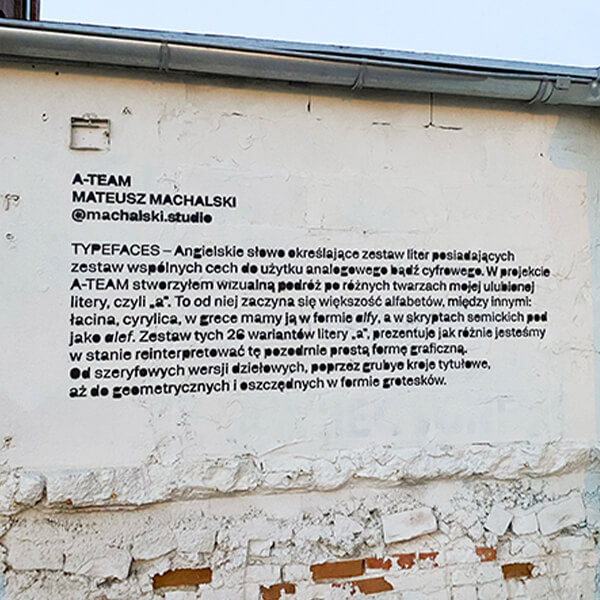 A-TEAM
MATEUSZ MACHALSKI
@machalski.studio
TYPEFACES – Angielskie słowo określające zestaw liter posiadających
zestaw wspólnych cech do użytku analogowego bądź cyfrowego. W projekcie
A-TEAM stworzyłem wizualną podróż po różnych twarzach mojej ulubionej
litery, czyli „a”. To od niej zaczyna się większość alfabetów, między innymi:
łacina, cyrylica, w grece mamy ją w formie alfy, a w skryptach semickich pod
jako alef. Zestaw tych 26 wariantów litery „a”, prezentuje jak różnie jesteśmy
w stanie reinterpretować tę pozornie prostą formę graficzną.
Od szeryfowych wersji dziełowych, poprzez grubye kroje tytułowe,
aż do geometrycznych i oszczędnych w formie grotesków.